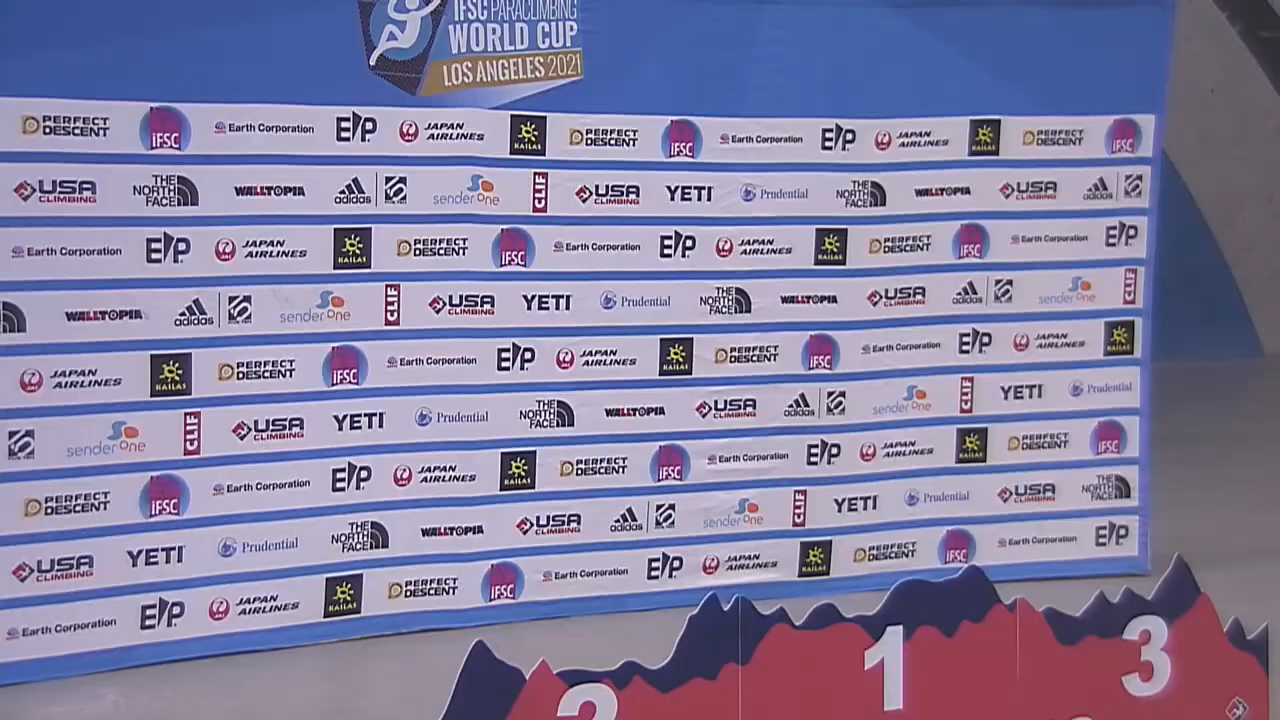 IFSC PARACLIMBING
WORLD CUP
LOS ANGELES 2021
PERFECT DESCENT IFSC Earth Corporation E/P JAPAN AIRLINES KAILAS PERFECT DESCENT IFSC Earth Corporation E/P JAPAN AIRLINES KAILAS PERFECT DESCENT IFSC
USA CLIMBING THE NORTH FACE WALLTOPIA adidas sender One CLIF USA CLIMBING YETI Prudential THE NORTH FACE WALLTOPIA USA CLIMBING adidas
Earth Corporation E/P JAPAN AIRLINES KAILAS PERFECT DESCENT IFSC Earth Corporation E/P JAPAN AIRLINES KAILAS PERFECT DESCENT IFSC Earth Corporation E/P
WALLTOPIA adidas sender One CLIF USA CLIMBING YETI Prudential THE NORTH FACE WALLTOPIA USA CLIMBING adidas sender One CLIF
JAPAN AIRLINES KAILAS PERFECT DESCENT IFSC Earth Corporation E/P JAPAN AIRLINES KAILAS PERFECT DESCENT IFSC Earth Corporation E/P JAPAN AIRLINES KAILAS
sender One CLIF USA CLIMBING YETI Prudential THE NORTH FACE WALLTOPIA USA CLIMBING adidas sender One CLIF YETI Prudential
PERFECT DESCENT IFSC Earth Corporation E/P JAPAN AIRLINES KAILAS PERFECT DESCENT IFSC Earth Corporation E/P JAPAN AIRLINES KAILAS PERFECT DESCENT IFSC
USA CLIMBING YETI Prudential THE NORTH FACE WALLTOPIA USA CLIMBING adidas sender One CLIF YETI Prudential USA CLIMBING THE NORTH FACE
Earth Corporation E/P JAPAN AIRLINES KAILAS PERFECT DESCENT IFSC Earth Corporation E/P JAPAN AIRLINES KAILAS PERFECT DESCENT IFSC Earth Corporation E/P
2 1 3